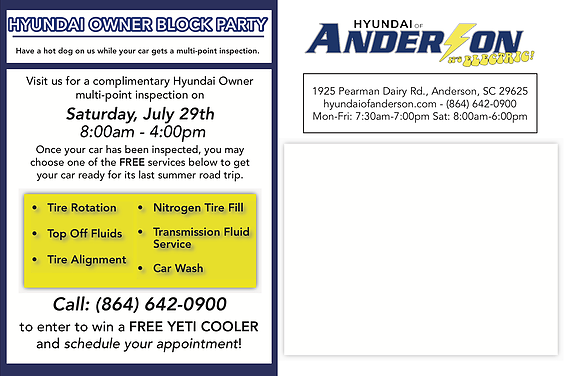 HYUNDAI OWNER BLOCK PARTY
Have a hot dog on us while your car gets a multi-point inspection.
Visit us for a complimentary Hyundai Owner
multi-point inspection on
Saturday, July 29th
8:00am - 4:00pm
Once your car has been inspected, you may
choose one of the FREE services below to get
your car ready for its last summer road trip.
• Tire Rotation
• Top Off Fluids
• Tire Alignment
• Nitrogen Tire Fill
• Transmission Fluid
Service
• Car Wash
Call: (864) 642-0900
to enter to win a FREE YETI COOLER
and schedule your appointment!
HYUNDAI OF
ANDERSON
IT'S ELECTRIC!
1925 Pearman Dairy Rd., Anderson, SC 29625
hyundaiofanderson.com - (864) 642-0900
Mon-Fri: 7:30am-7:00pm Sat: 8:00am-6:00pm